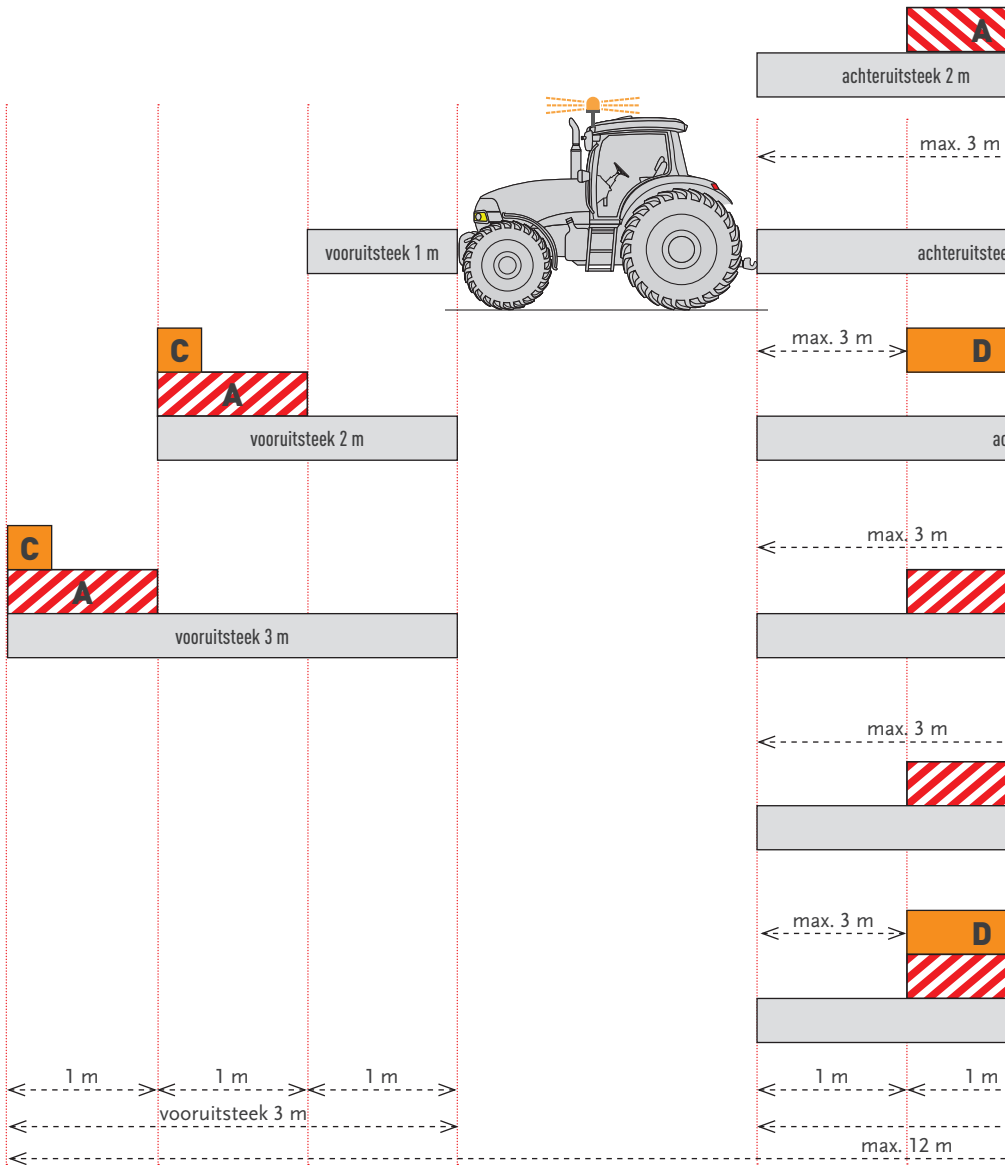 A
achteruitsteek 2 m
max. 3 m
vooruitsteek 1 m
achteruitstee
max. 3 m
C
D
A
vooruitsteek 2 m
ac
C
max. 3 m
A
vooruitsteek 3 m
max. 3 m
max. 3 m
D
1 m
1 m
1 m
1 m
1 m
vooruitsteek 3 m
max. 12 m